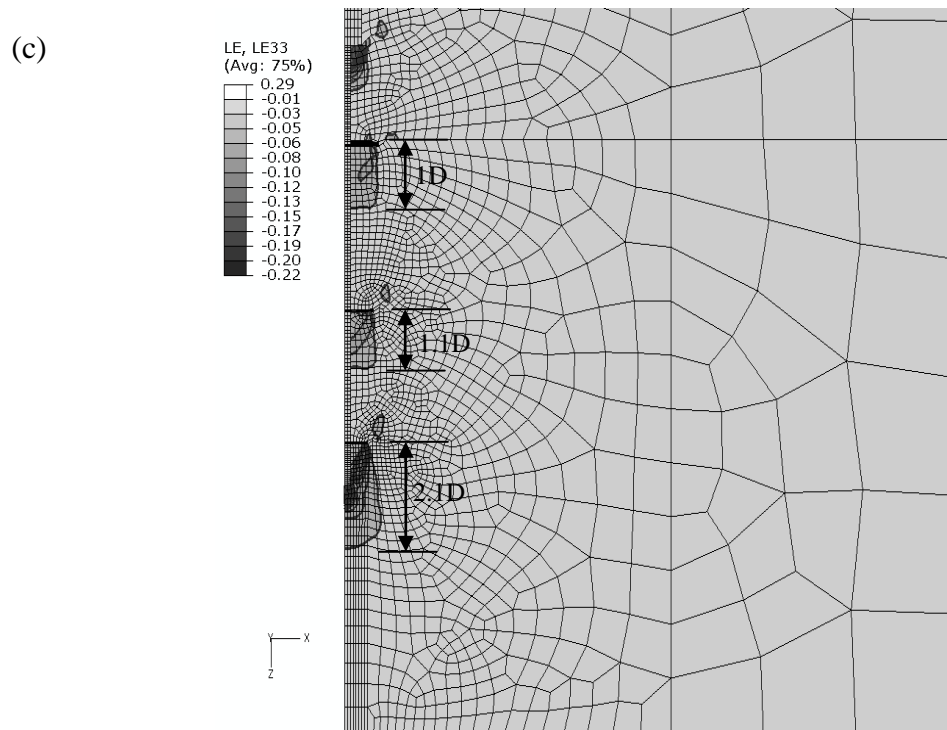 (c)
LE, LE33
(Avg: 75%)
0.29
-0.01
-0.03
-0.05
-0.06
-0.08
-0.10
-0.12
-0.13
-0.15
-0.17
-0.19
-0.20
-0.22
1D
1.1D
2.1D
Y X
Z